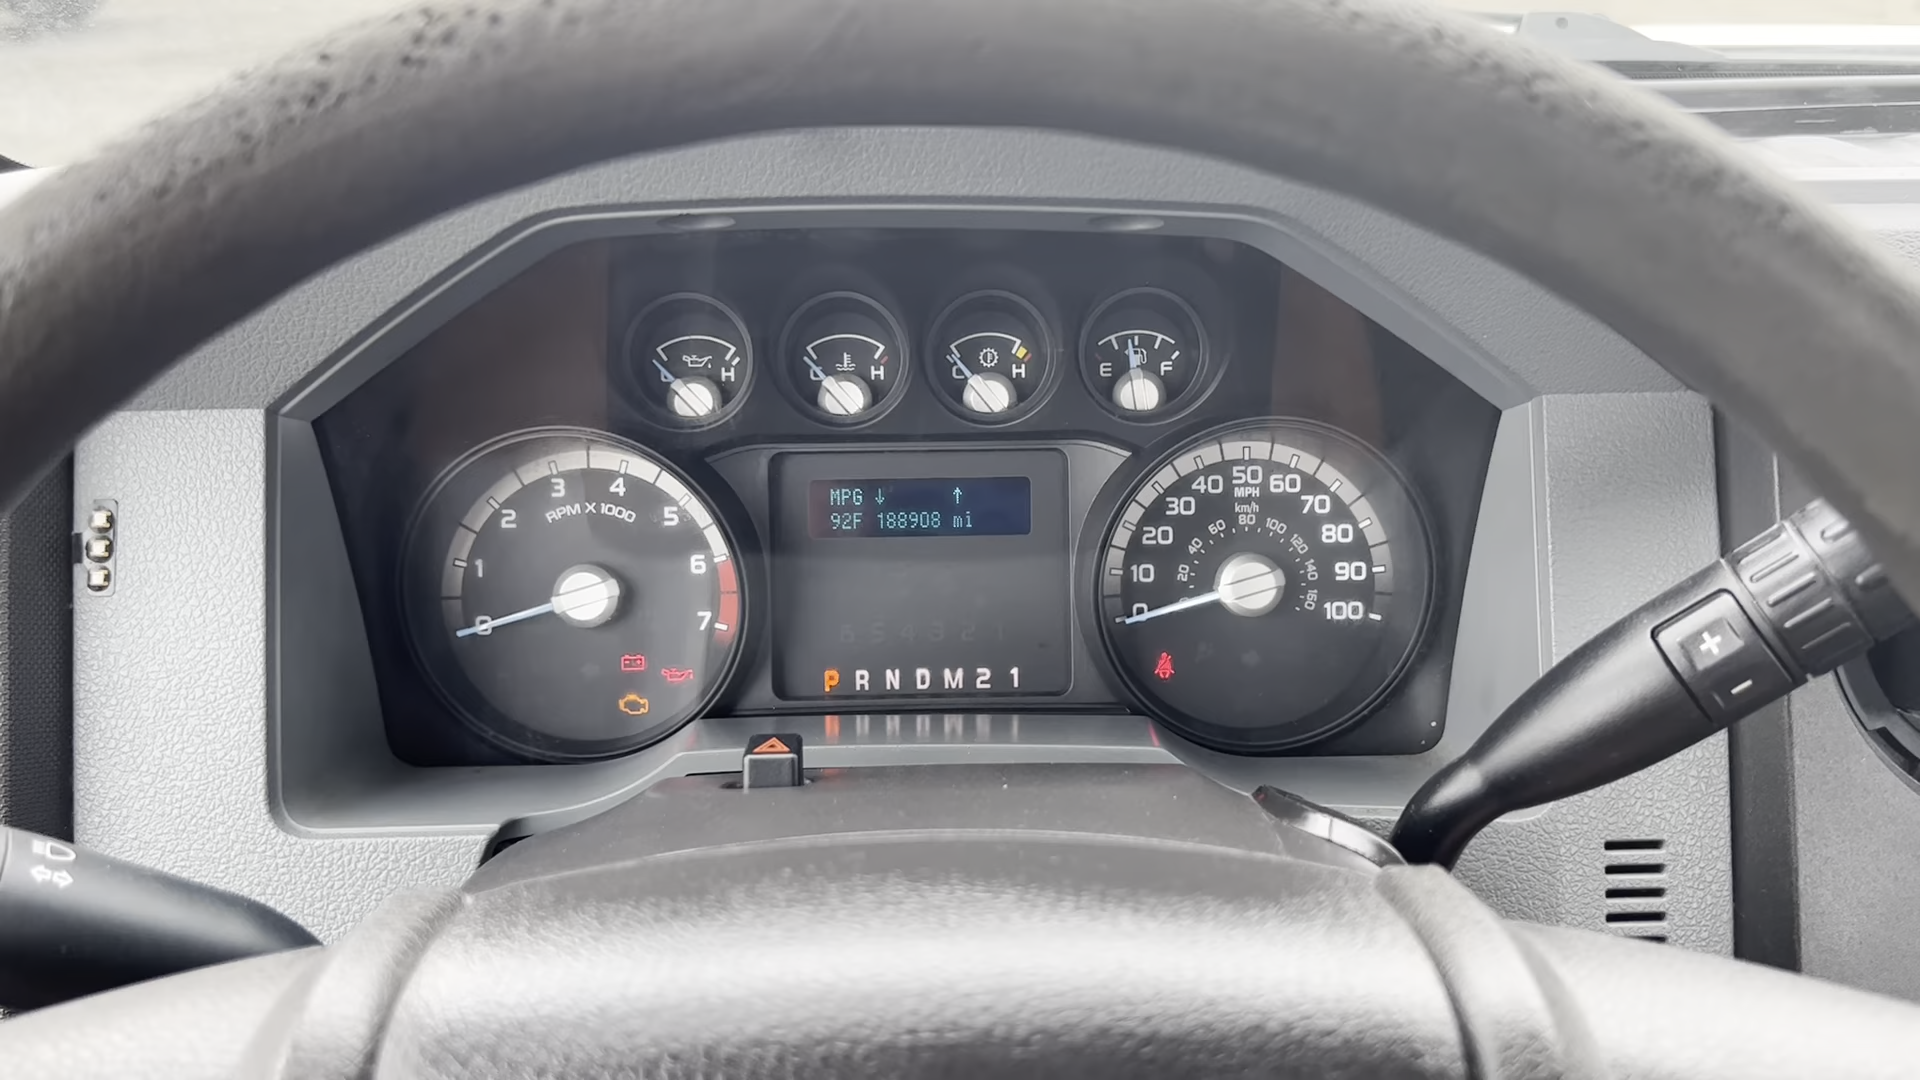 H
C H
C H
E F
0 1 2 3 4 5 6 7
RPM X 1000
MPG ↓ ↑
92F 188908 mi
P R N D M 2 1
0 10 20 30 40 50 60 70 80 90 100
MPH
km/h
20 40 60 80 100 120 140 160
+
-